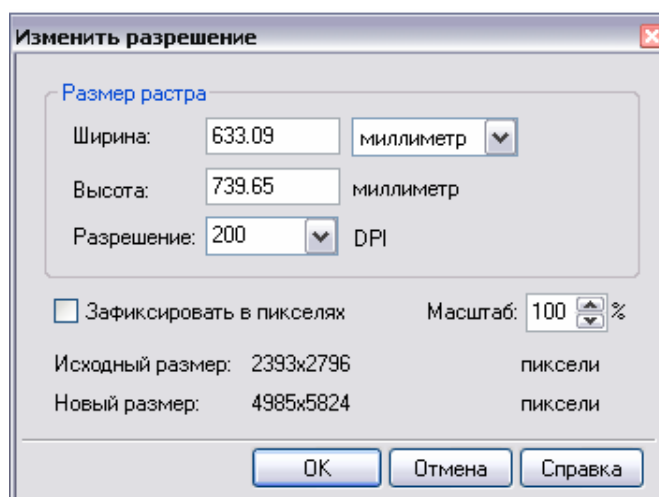 Изменить разрешение
Размер растра
Ширина: 633.09 миллиметр
Высота: 739.65 миллиметр
Разрешение: 200 DPI
Зафиксировать в пикселях Масштаб: 100 %
Исходный размер: 2393x2796 пиксели
Новый размер: 4985x5824 пиксели
OK Отмена Справка